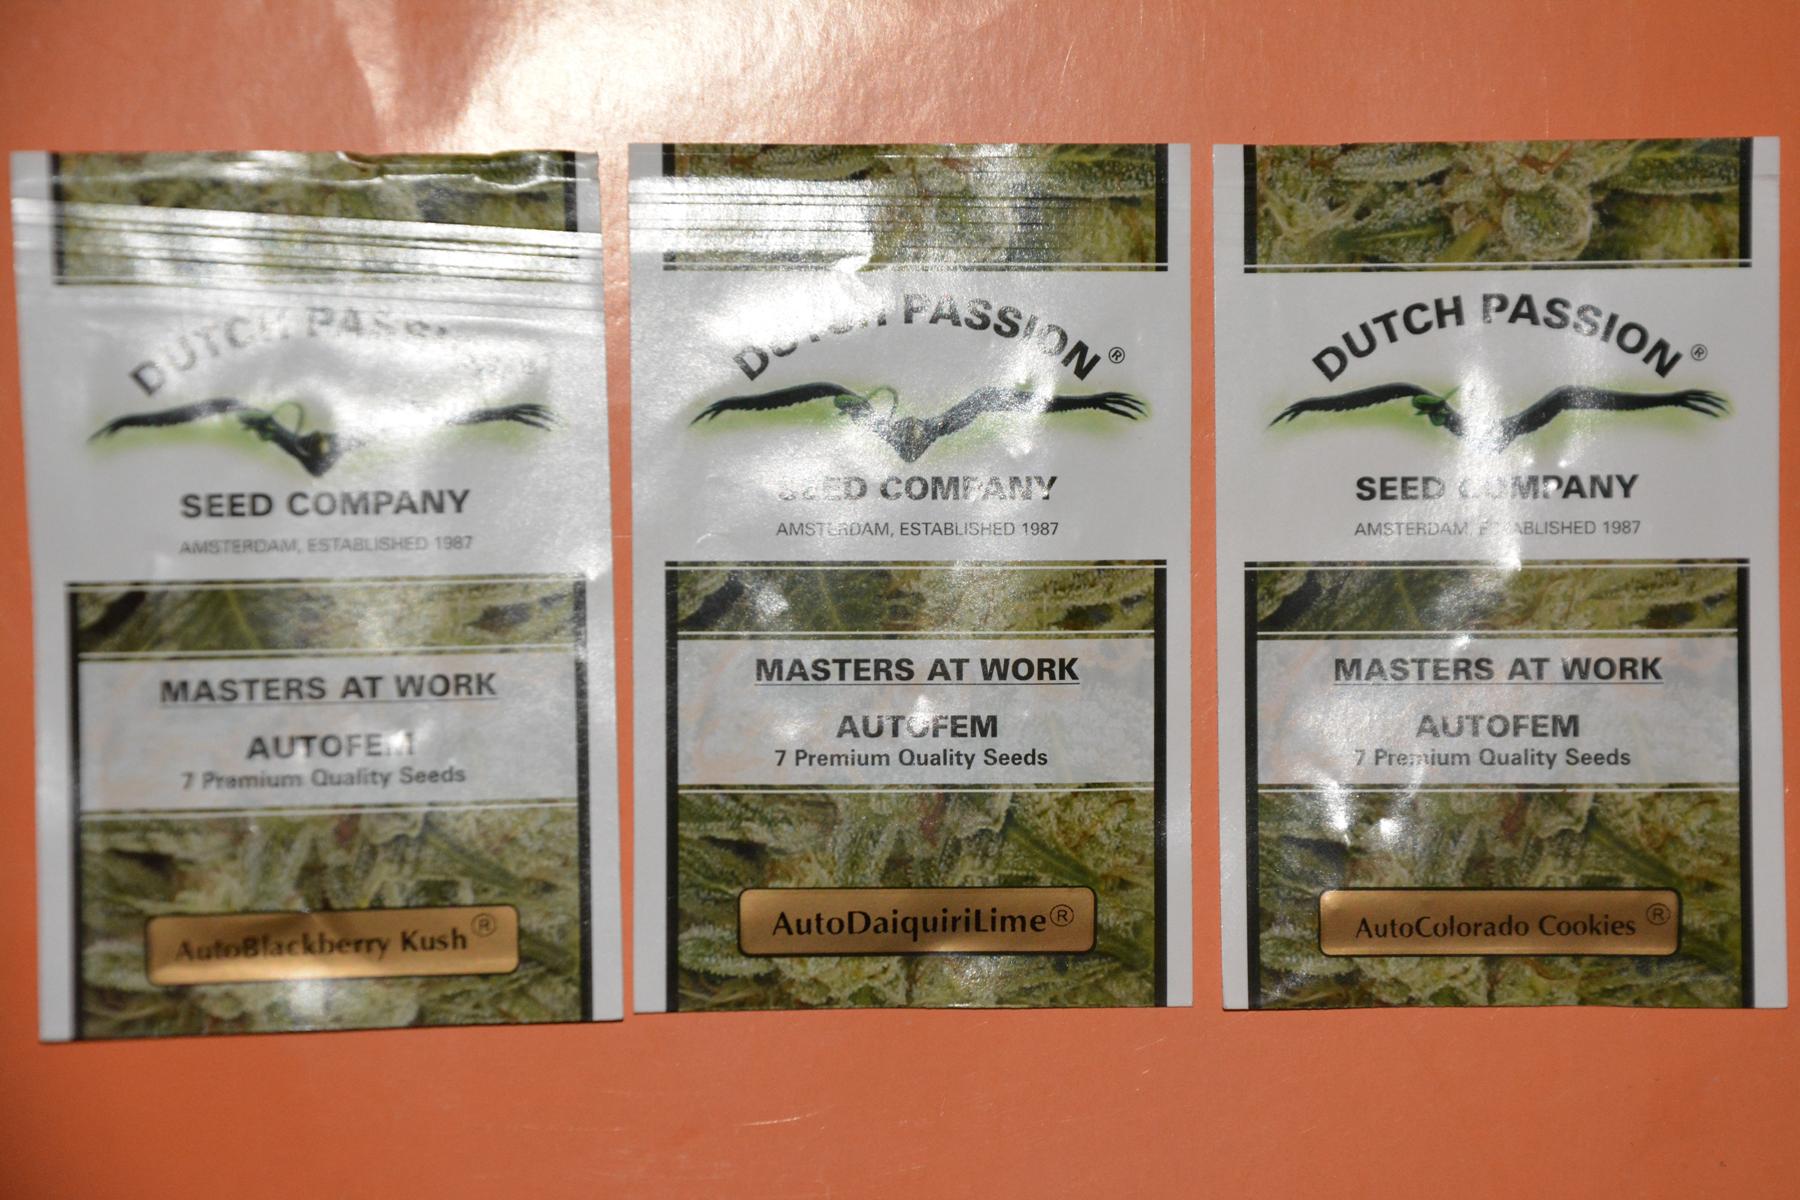 DUTCH PASSION
SEED COMPANY
AMSTERDAM, ESTABLISHED 1987
MASTERS AT WORK
AUTOFEM
7 Premium Quality Seeds
AutoBlackberry Kush®
DUTCH PASSION®
SEED COMPANY
AMSTERDAM, ESTABLISHED 1987
MASTERS AT WORK
AUTOFEM
7 Premium Quality Seeds
AutoDaiquiriLime®
DUTCH PASSION®
SEED COMPANY
AMSTERDAM, ESTABLISHED 1987
MASTERS AT WORK
AUTOFEM
7 Premium Quality Seeds
AutoColorado Cookies®